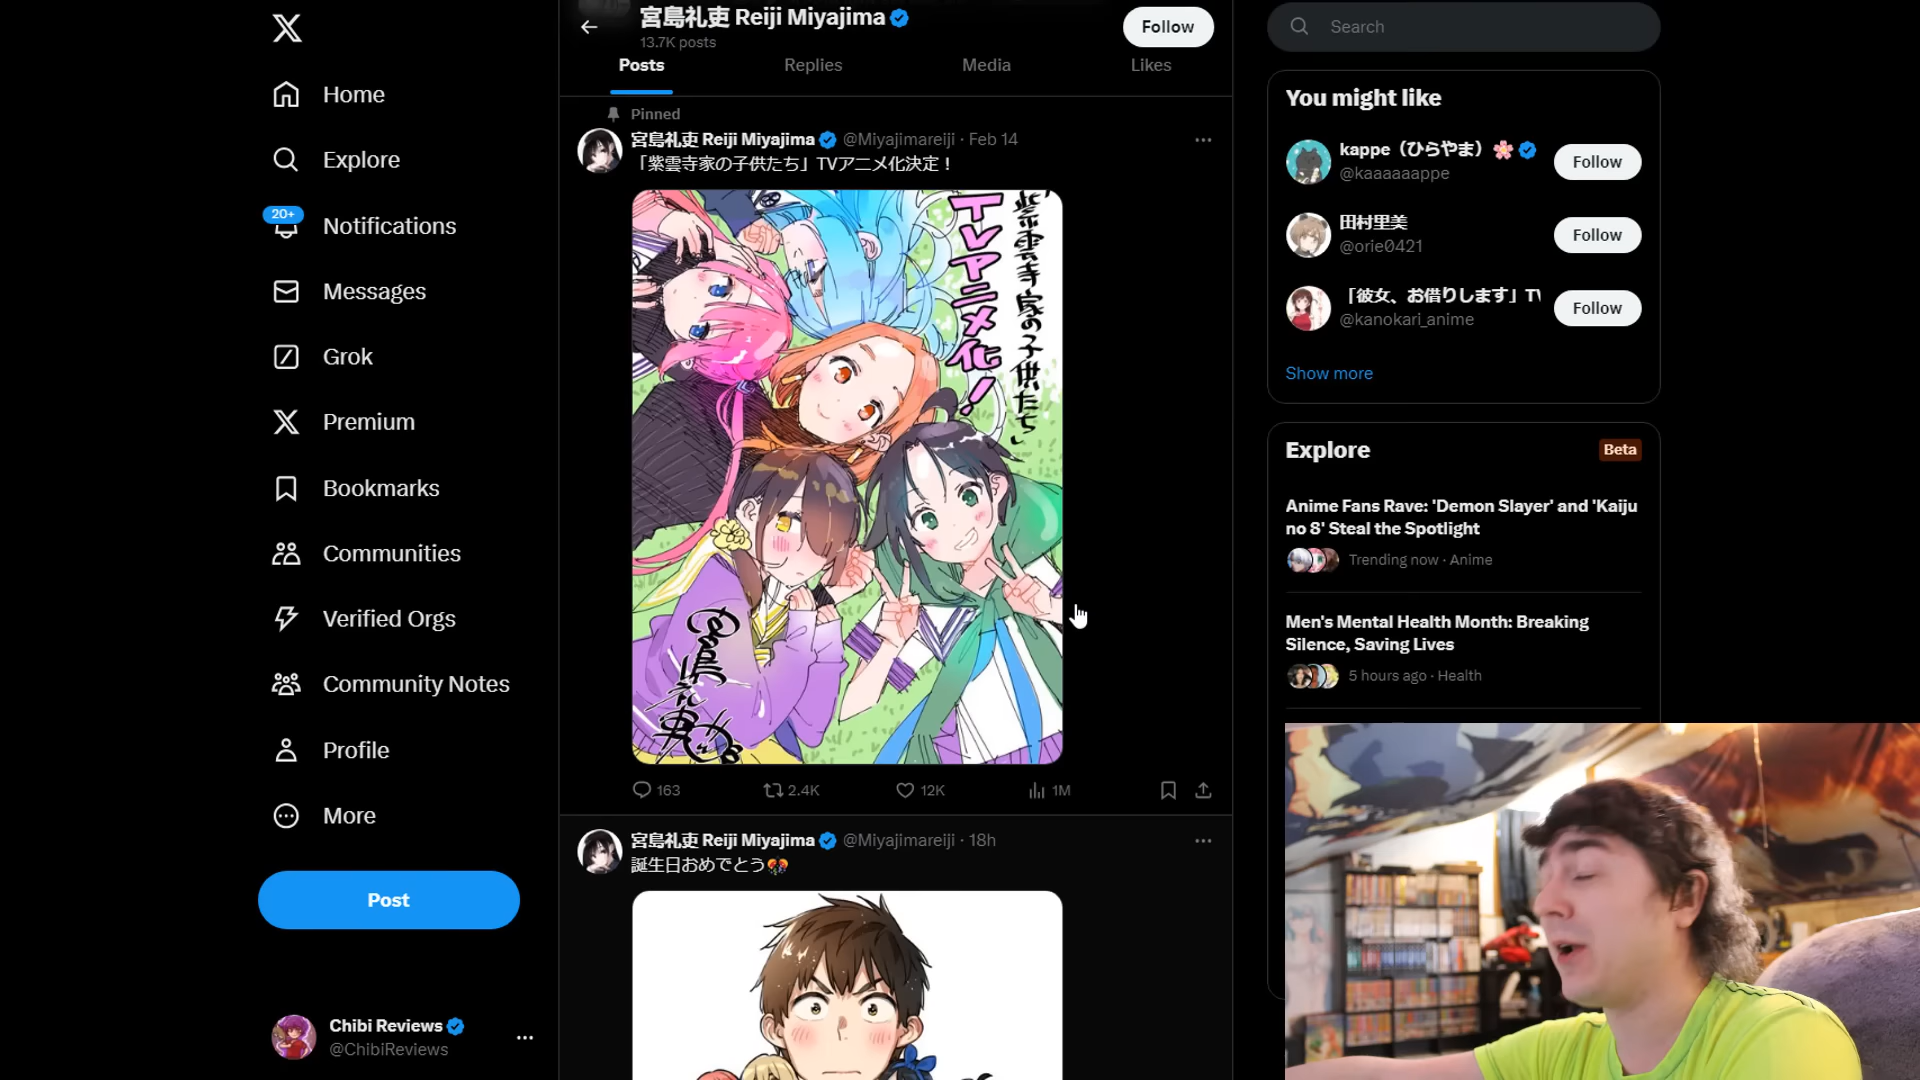 Home
Explore
20+
Notifications
Messages
Grok
Premium
Bookmarks
Communities
Verified Orgs
Community Notes
Profile
More
Post
Chibi Reviews
@ChibiReviews
宮島礼吏 Reiji Miyajima
13.7K posts
Follow
Posts
Replies
Media
Likes
Pinned
宮島礼吏 Reiji Miyajima @Miyajimareiji · Feb 14
「紫雲寺家の子供たち」TVアニメ化決定！
「紫雲寺家の子供たち」
TVアニメ化！
宮島礼吏
163
2.4K
12K
1M
宮島礼吏 Reiji Miyajima @Miyajimareiji · 18h
誕生日おめでとう🎊
Search
You might like
kappe（ひらやま）🌸
@kaaaaaappe
Follow
田村里美
@orie0421
Follow
「彼女、お借りします」TV
@kanokari_anime
Follow
Show more
Explore
Beta
Anime Fans Rave: 'Demon Slayer' and 'Kaiju
no 8' Steal the Spotlight
Trending now · Anime
Men's Mental Health Month: Breaking
Silence, Saving Lives
5 hours ago · Health